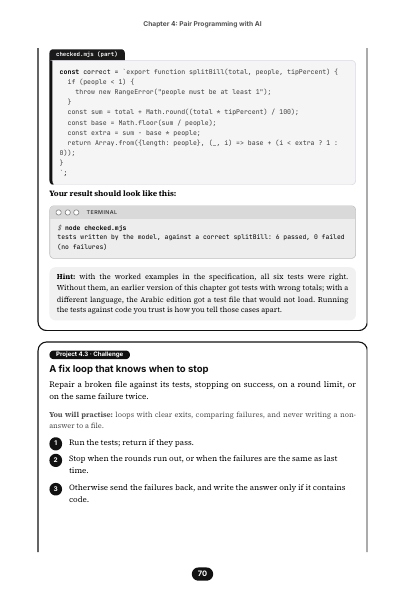 Chapter 4: Pair Programming with AI
checked.mjs (part)
const correct = `export function splitBill(total, people, tipPercent) {
if (people < 1) {
throw new RangeError("people must be at least 1");
}
const sum = total + Math.round((total * tipPercent) / 100);
const base = Math.floor(sum / people);
const extra = sum - base * people;
return Array.from({length: people}, (_, i) => base + (i < extra ? 1 :
0));
}
`;
Your result should look like this:
TERMINAL
$ node checked.mjs
tests written by the model, against a correct splitBill: 6 passed, 0 failed
(no failures)
Hint: with the worked examples in the specification, all six tests were right.
Without them, an earlier version of this chapter got tests with wrong totals; with a
different language, the Arabic edition got a test file that would not load. Running
the tests against code you trust is how you tell those cases apart.
Project 4.3 · Challenge
A fix loop that knows when to stop
Repair a broken file against its tests, stopping on success, on a round limit, or
on the same failure twice.
You will practise: loops with clear exits, comparing failures, and never writing a non-
answer to a file.
1 Run the tests; return if they pass.
2 Stop when the rounds run out, or when the failures are the same as last
time.
3 Otherwise send the failures back, and write the answer only if it contains
code.
70